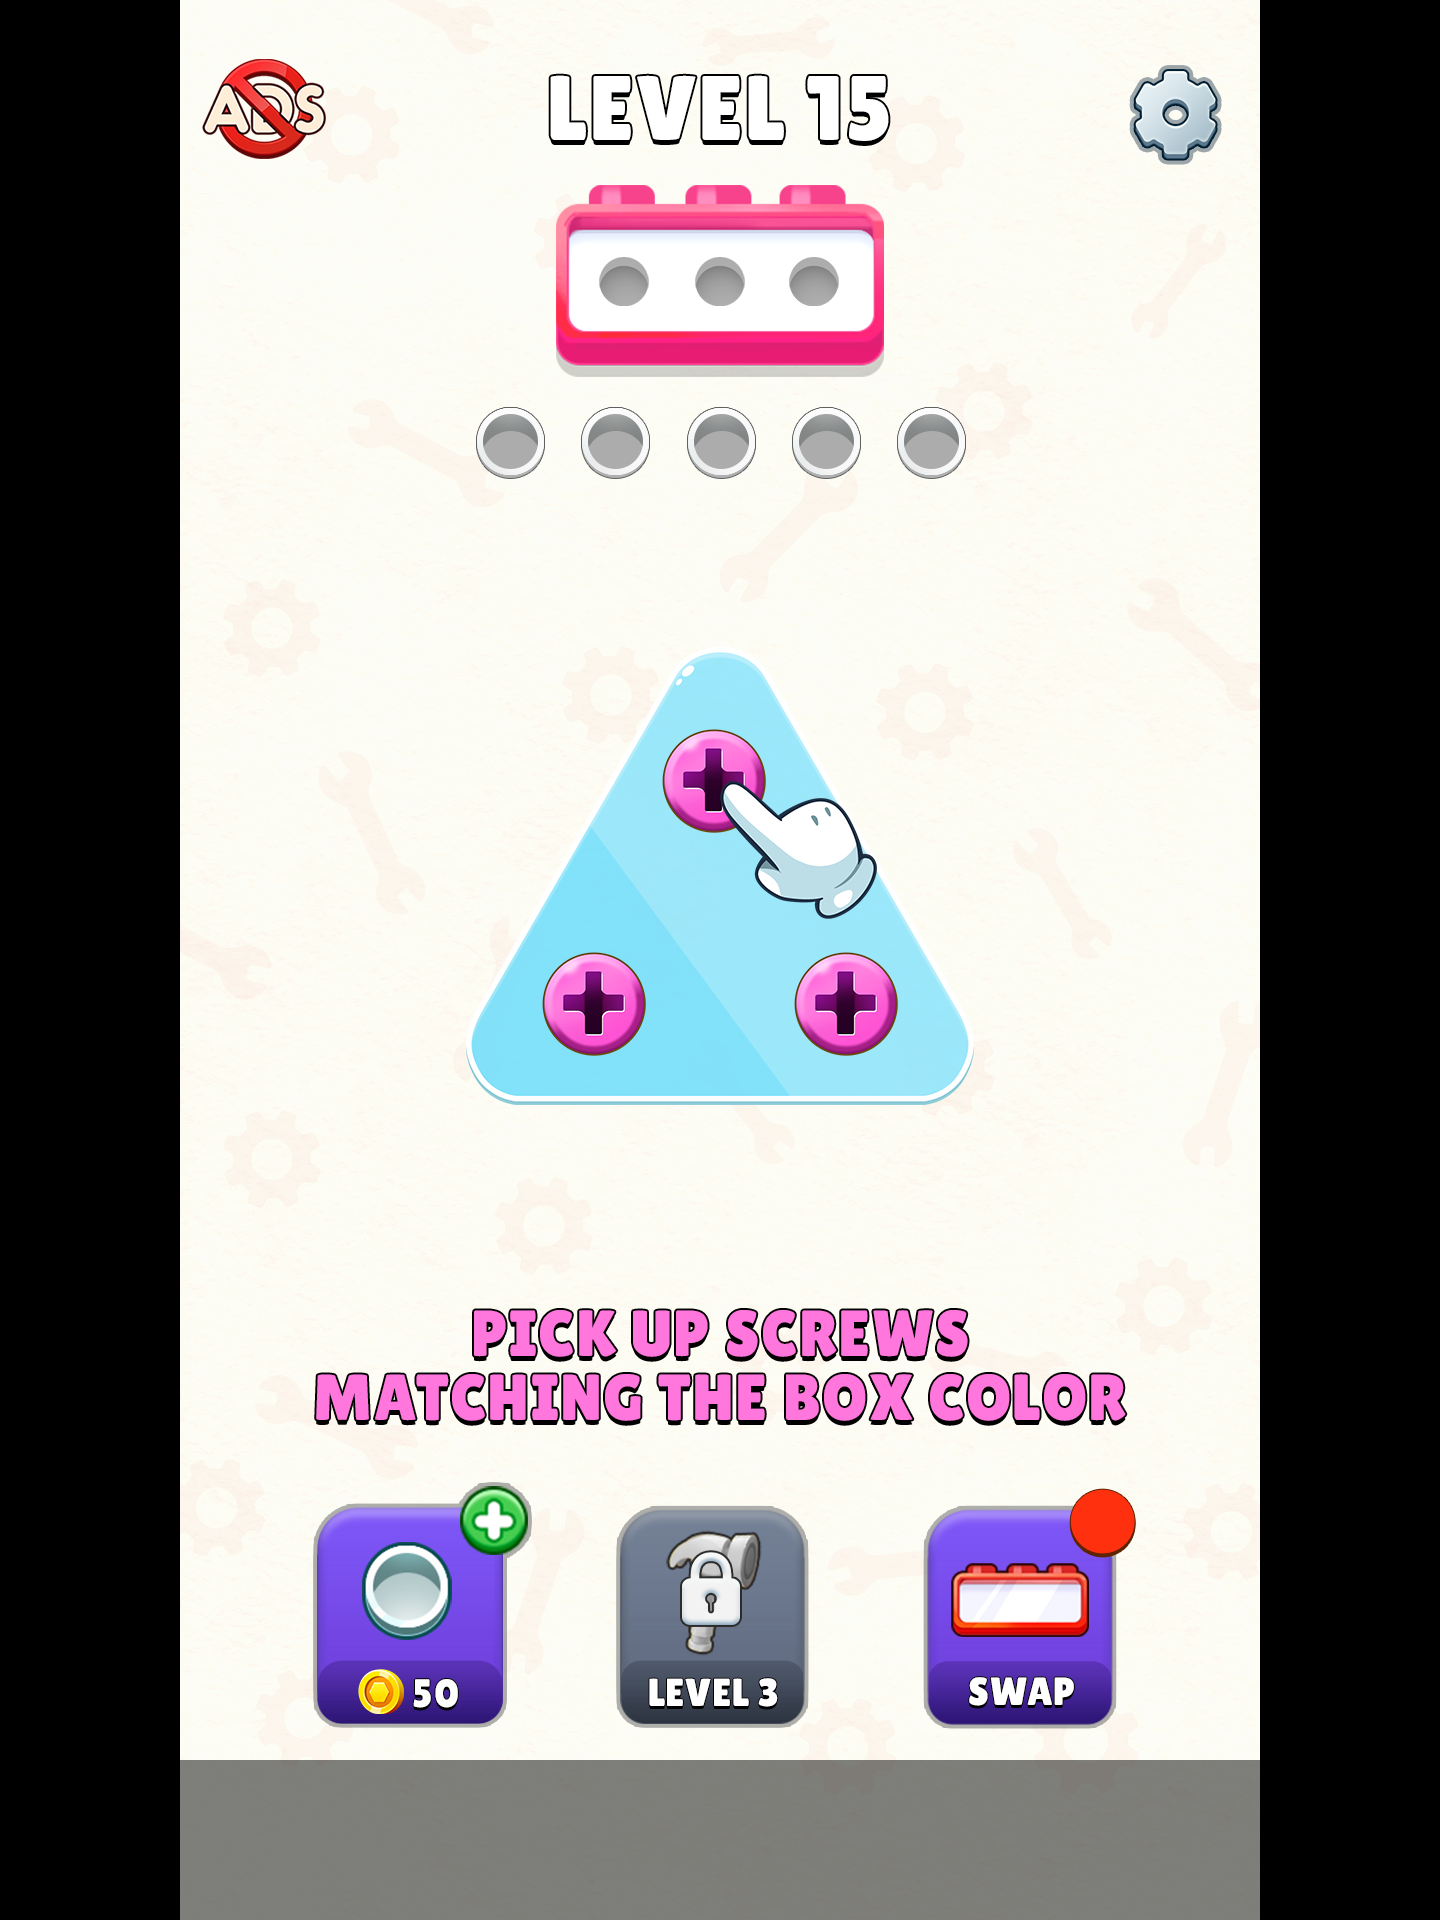 ADS
LEVEL 15
PICK UP SCREWS
MATCHING THE BOX COLOR
50
LEVEL 3
SWAP